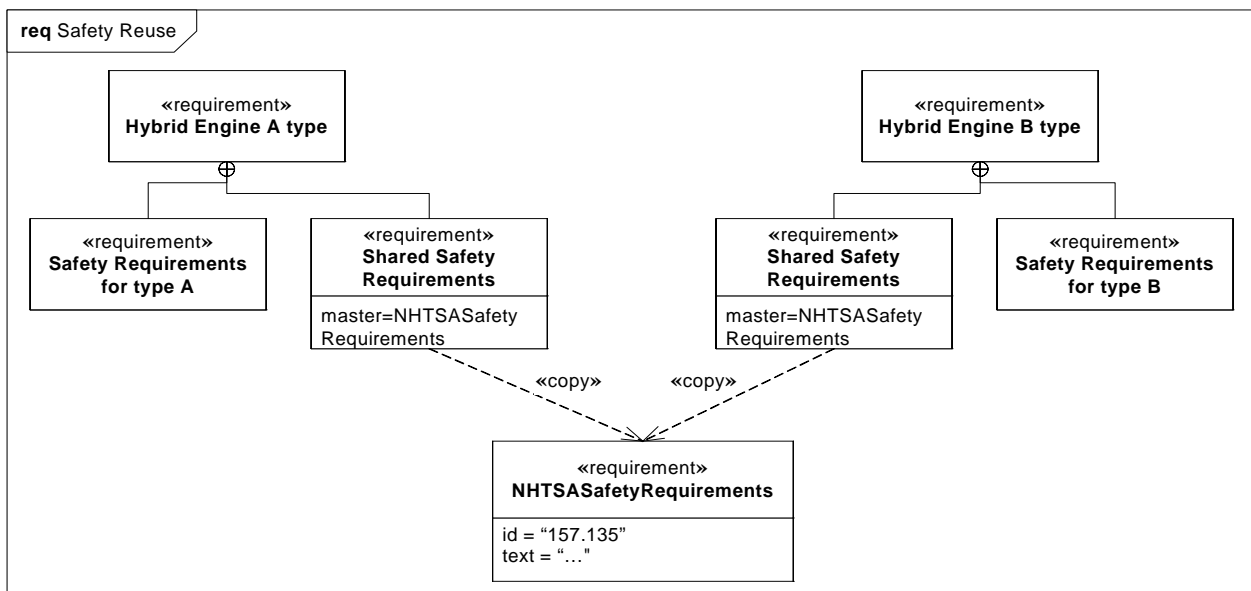 req Safety Reuse
«requirement»
Hybrid Engine A type
«requirement»
Hybrid Engine B type
«requirement»
Safety Requirements
for type A
«requirement»
Shared Safety
Requirements
master=NHTSASafety
Requirements
«requirement»
Shared Safety
Requirements
master=NHTSASafety
Requirements
«requirement»
Safety Requirements
for type B
«copy»
«copy»
«requirement»
NHTSASafetyRequirements
id = “157.135”
text = “…"